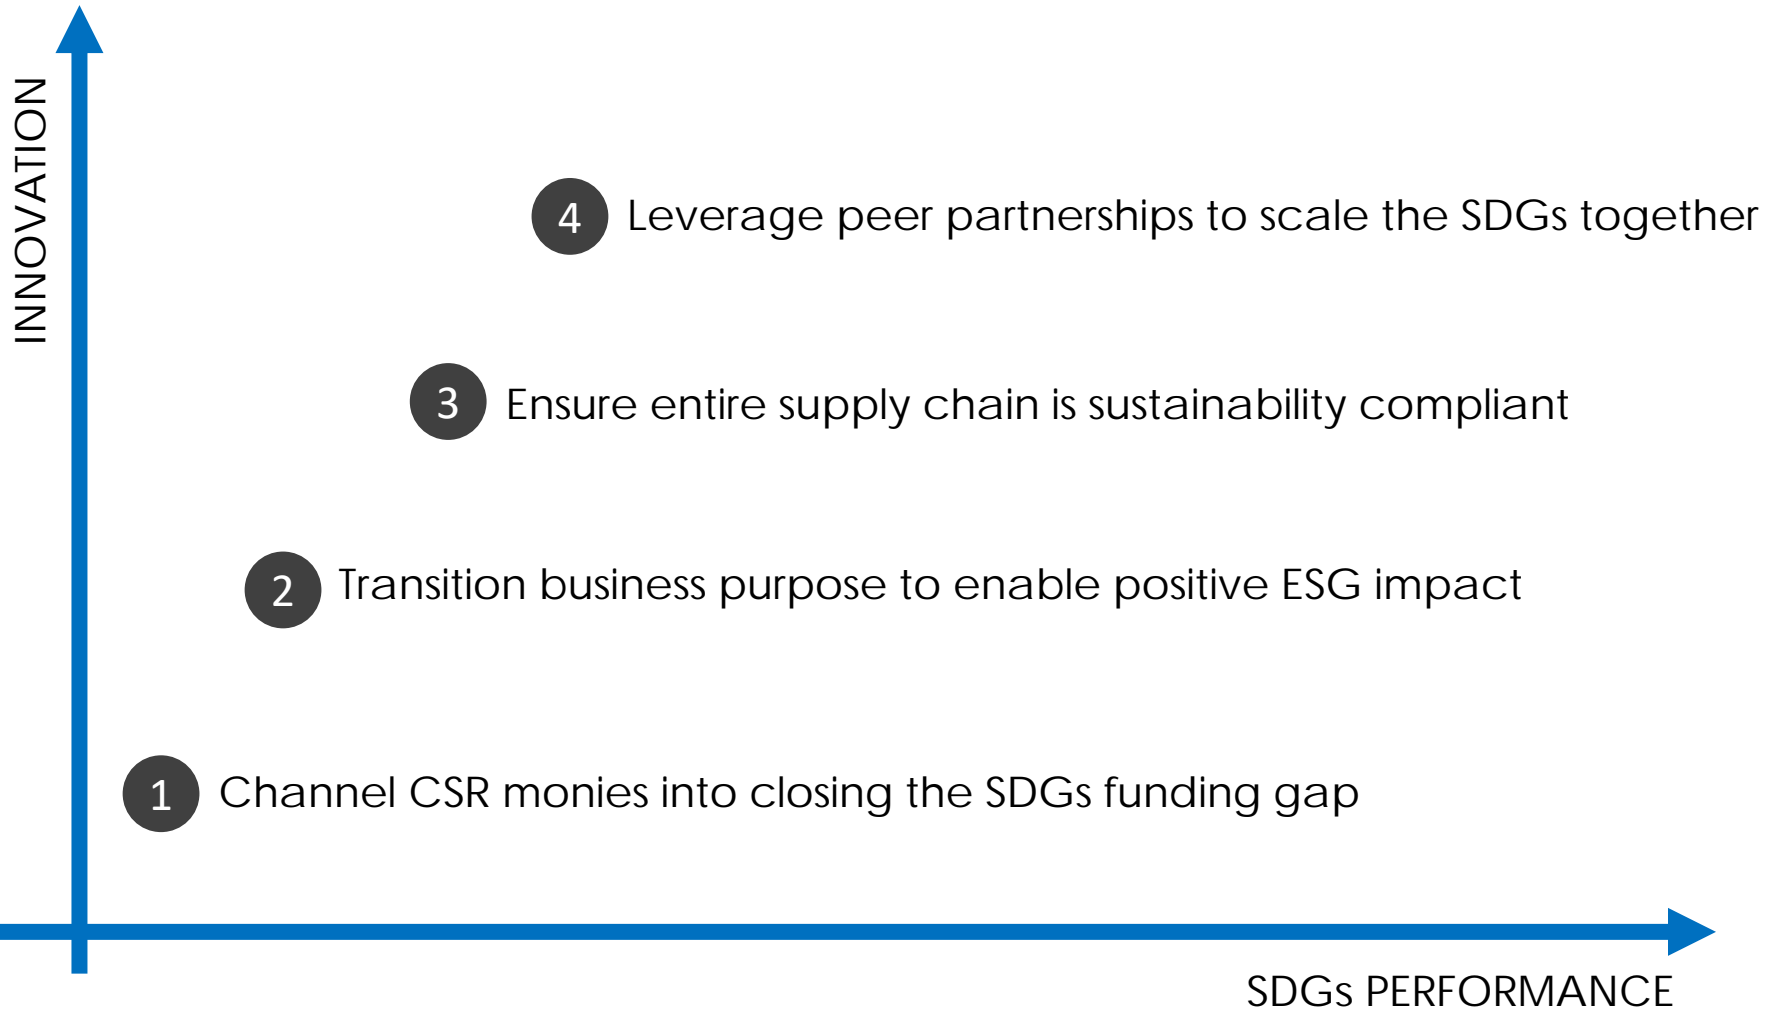 INNOVATION
4 Leverage peer partnerships to scale the SDGs together
3 Ensure entire supply chain is sustainability compliant
2 Transition business purpose to enable positive ESG impact
1 Channel CSR monies into closing the SDGs funding gap
SDGs PERFORMANCE